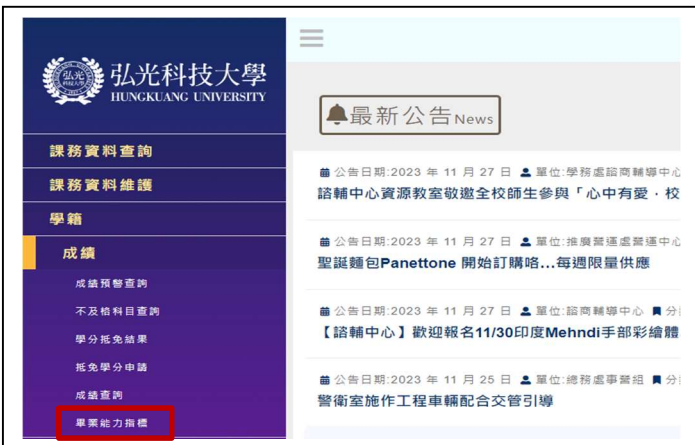 弘光科技大學
HUNGKUANG UNIVERSITY
課務資料查詢
課務資料維護
學籍
成績
成績預警查詢
不及格科目查詢
學分抵免結果
抵免學分申請
成績查詢
畢業能力指標
最新公告News
公告日期:2023 年 11 月 27 日 單位:學務處諮商輔導中心
諮輔中心資源教室敬邀全校師生參與「心中有愛‧校
公告日期:2023 年 11 月 27 日 單位:推廣營運處營運中心
聖誕麵包Panettone 開始訂購咯...每週限量供應
公告日期:2023 年 11 月 27 日 單位:諮商輔導中心 分
【諮輔中心】歡迎報名11/30印度Mehndi手部彩繪體
公告日期:2023 年 11 月 25 日 單位:總務處事營組 分
警衛室施作工程車輛配合交管引導